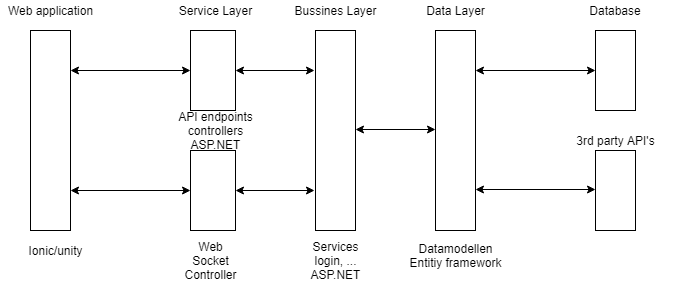 Web application
Service Layer
Bussines Layer
Data Layer
Database
API endpoints
controllers
ASP.NET
3rd party API's
Ionic/unity
Web
Socket
Controller
Services
login, ...
ASP.NET
Datamodellen
Entitiy framework